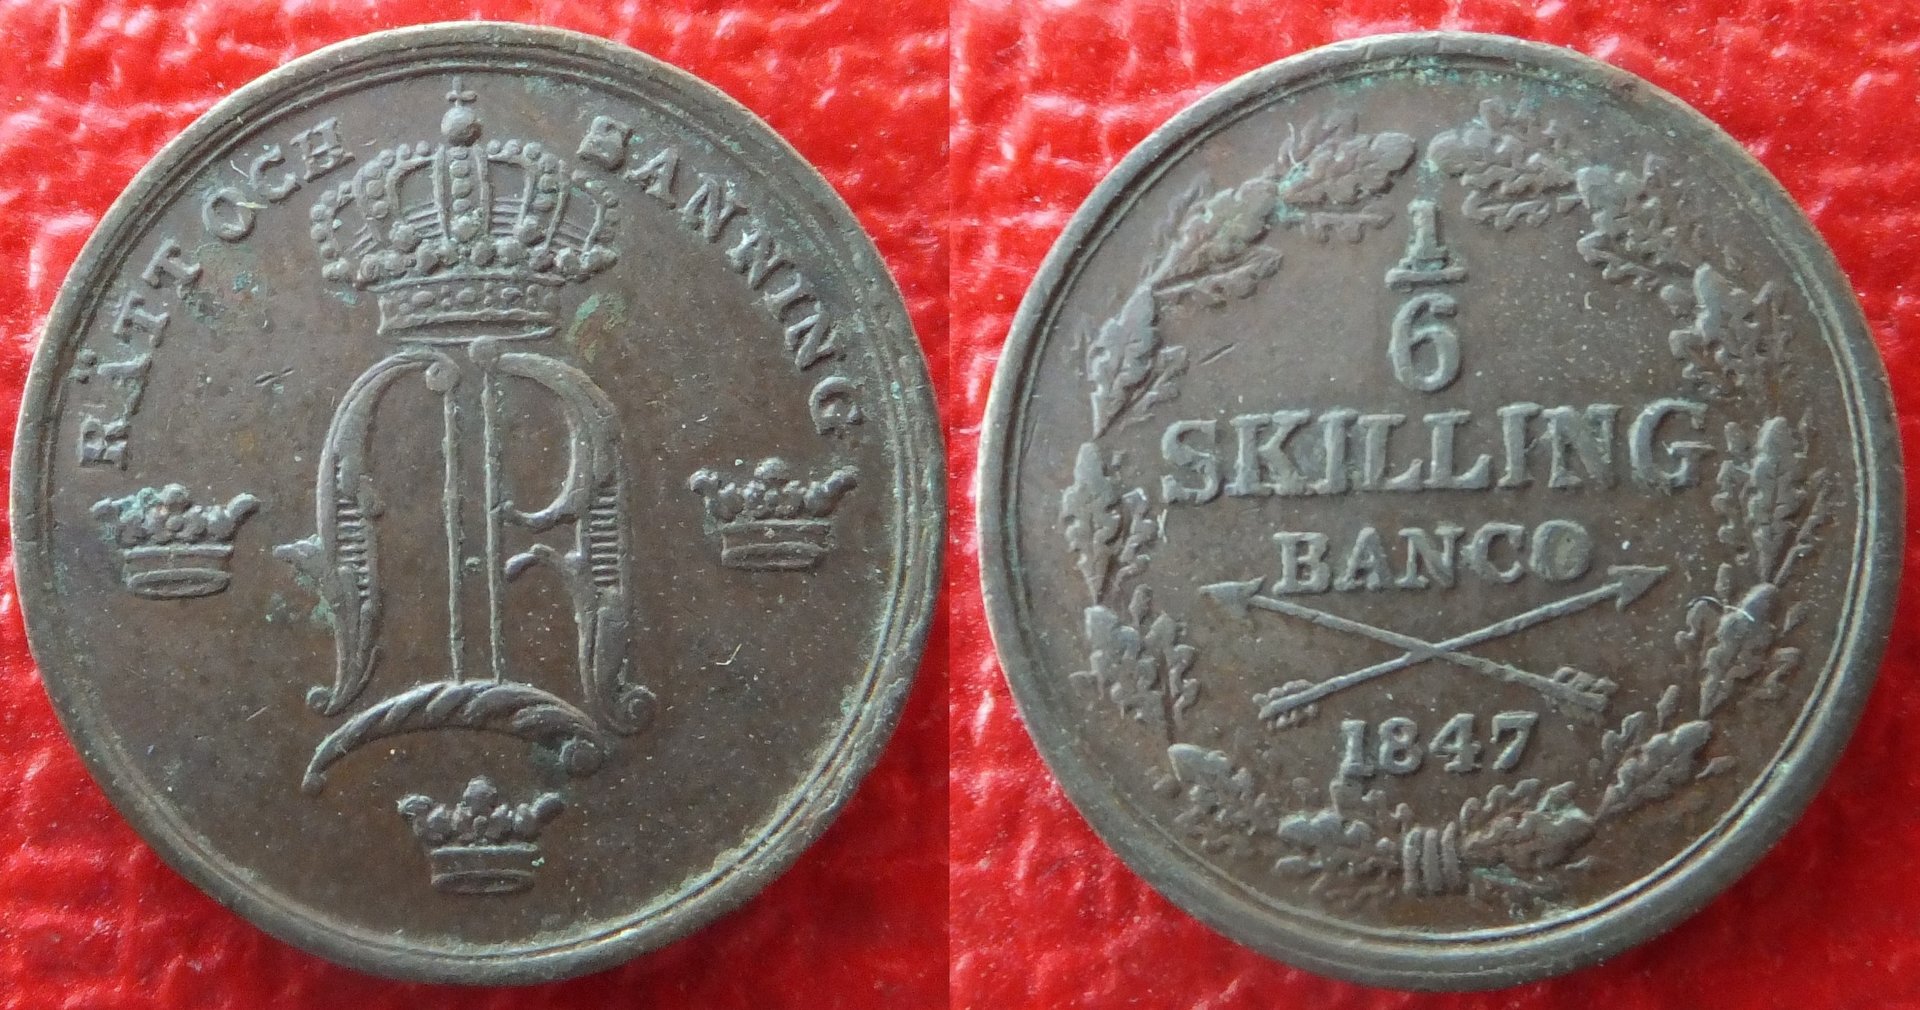 RÄTT OCH SANNING
1
6
SKILLING
BANCO
1847